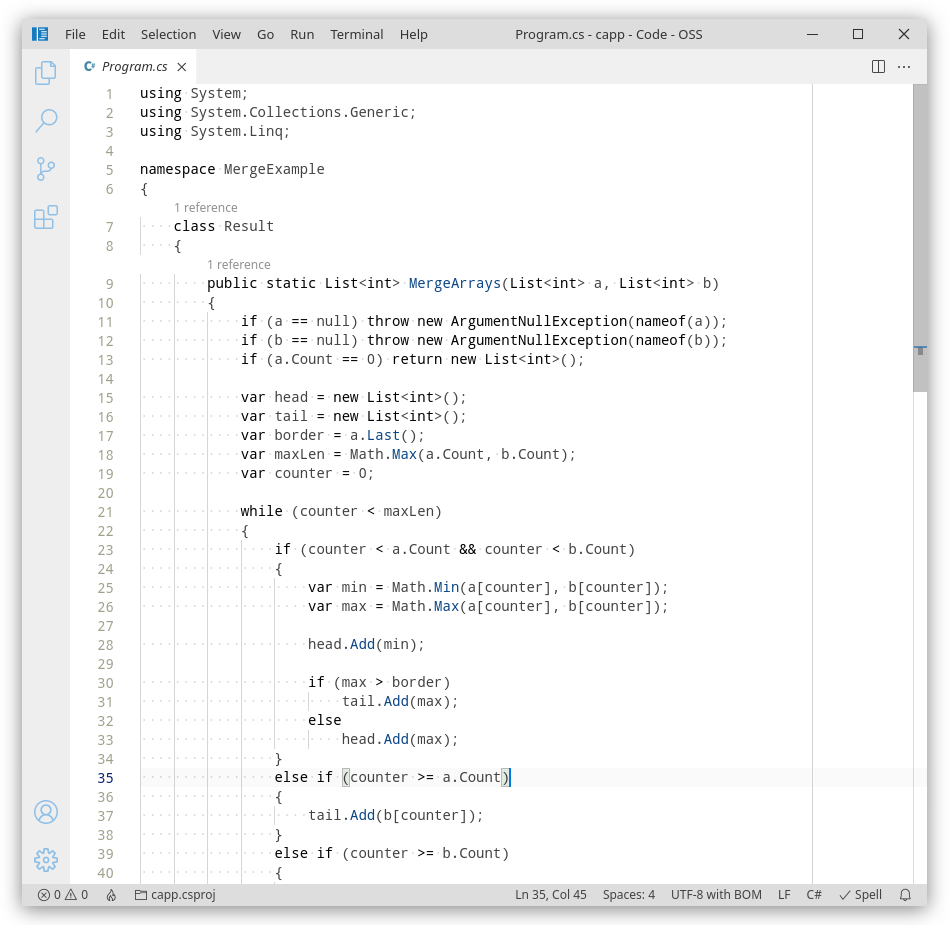 File Edit Selection View Go Run Terminal Help Program.cs - capp - Code - OSS
C# Program.cs
1 using System;
2 using System.Collections.Generic;
3 using System.Linq;
4
5 namespace MergeExample
6 {
1 reference
7 class Result
8 {
1 reference
9 public static List<int> MergeArrays(List<int> a, List<int> b)
10 {
11 if (a == null) throw new ArgumentNullException(nameof(a));
12 if (b == null) throw new ArgumentNullException(nameof(b));
13 if (a.Count == 0) return new List<int>();
14
15 var head = new List<int>();
16 var tail = new List<int>();
17 var border = a.Last();
18 var maxLen = Math.Max(a.Count, b.Count);
19 var counter = 0;
20
21 while (counter < maxLen)
22 {
23 if (counter < a.Count && counter < b.Count)
24 {
25 var min = Math.Min(a[counter], b[counter]);
26 var max = Math.Max(a[counter], b[counter]);
27
28 head.Add(min);
29
30 if (max > border)
31 tail.Add(max);
32 else
33 head.Add(max);
34 }
35 else if (counter >= a.Count)
36 {
37 tail.Add(b[counter]);
38 }
39 else if (counter >= b.Count)
40 {
0 0 capp.csproj Ln 35, Col 45 Spaces: 4 UTF-8 with BOM LF C# Spell